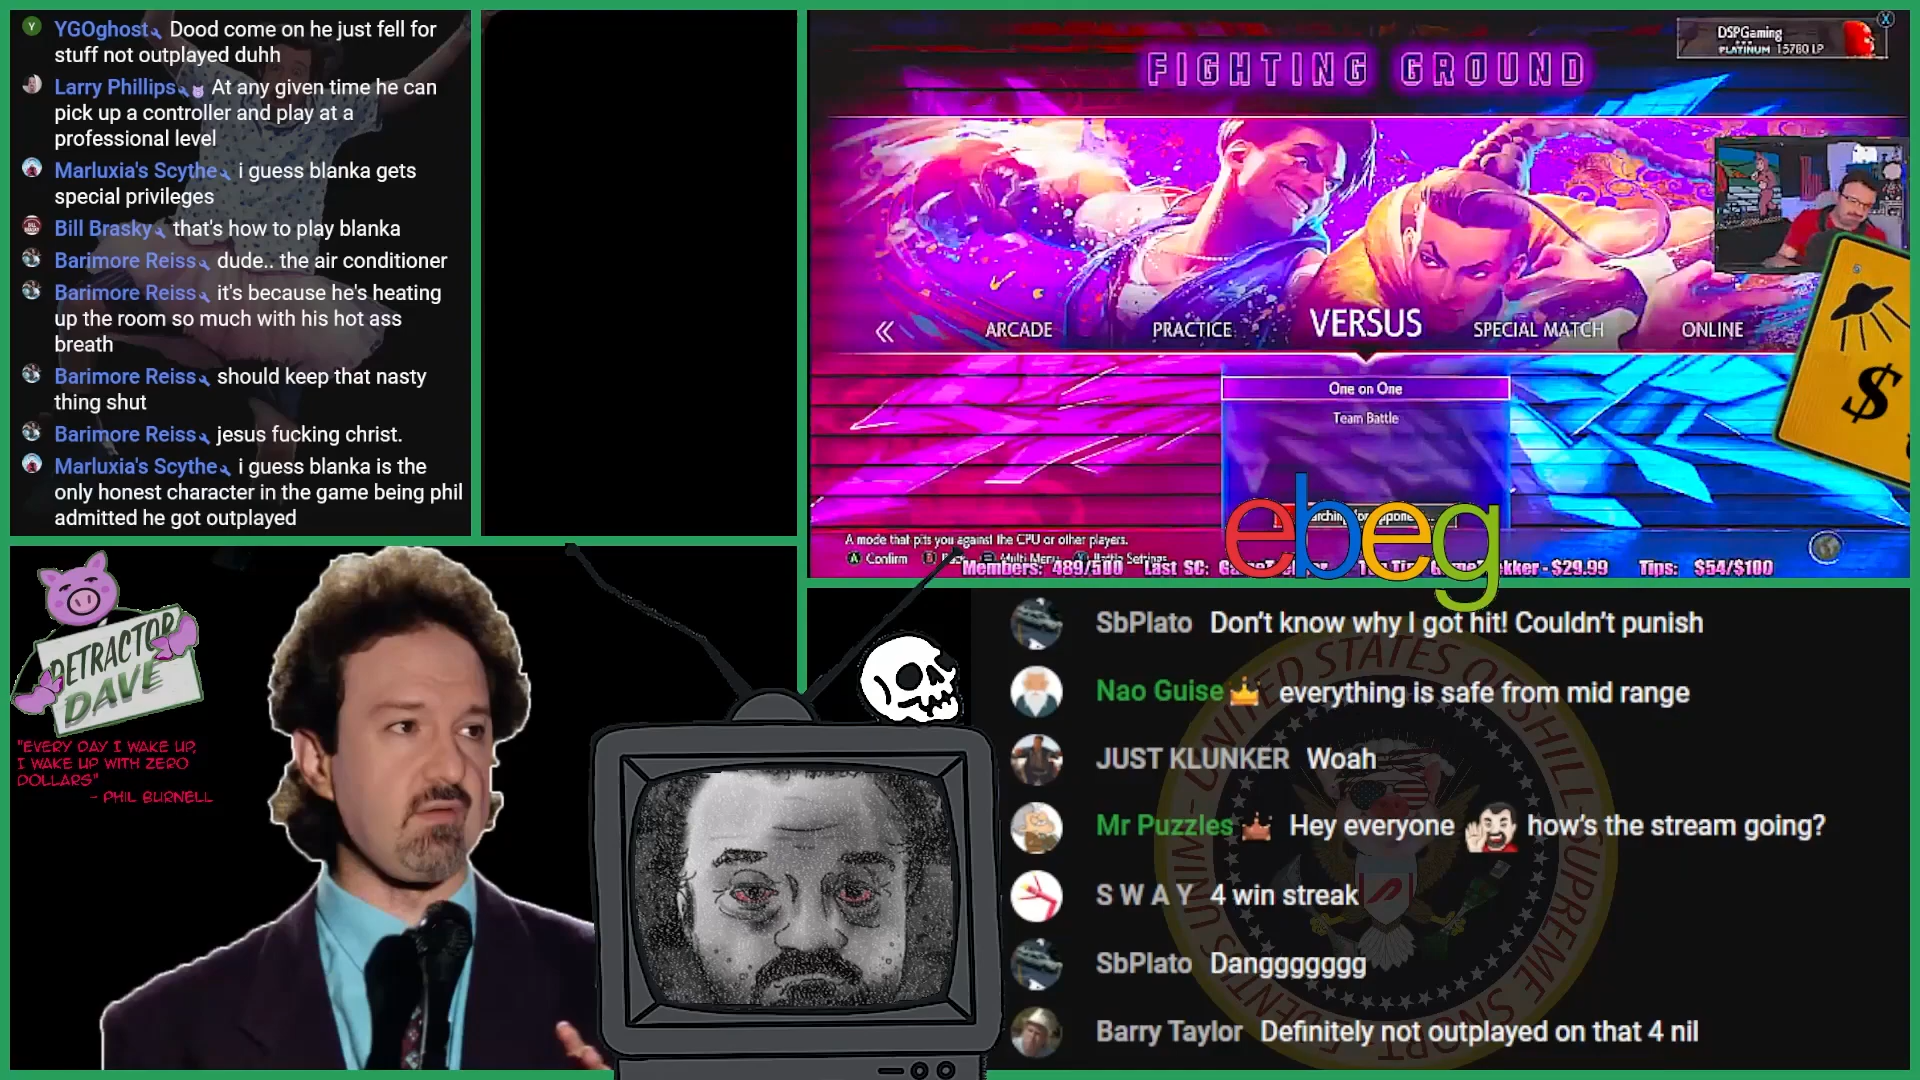 YGOghost Dood come on he just fell for
stuff not outplayed duhh
Larry Phillips At any given time he can
pick up a controller and play at a
professional level
Marluxia's Scythe i guess blanka gets
special privileges
Bill Brasky that's how to play blanka
Barimore Reiss dude.. the air conditioner
Barimore Reiss it's because he's heating
up the room so much with his hot ass
breath
Barimore Reiss should keep that nasty
thing shut
Barimore Reiss jesus fucking christ.
Marluxia's Scythe i guess blanka is the
only honest character in the game being phil
admitted he got outplayed
FIGHTING GROUND
DSPGaming
PLATINUM 15780 LP
ARCADE PRACTICE VERSUS SPECIAL MATCH ONLINE
One on One
Team Battle
ebeg
$
A mode that pits you against the CPU or other players.
Confirm Multi Menu Battle Settings
Members: 489/500 Last SC: - $29.99 Tips: $54/$100
DETRACTOR
DAVE
"EVERY DAY I WAKE UP,
I WAKE UP WITH ZERO
DOLLARS"
- PHIL BURNELL
SbPlato Don't know why I got hit! Couldn't punish
Nao Guise everything is safe from mid range
JUST KLUNKER Woah
Mr Puzzles Hey everyone how's the stream going?
S W A Y 4 win streak
SbPlato Danggggggg
Barry Taylor Definitely not outplayed on that 4 nil